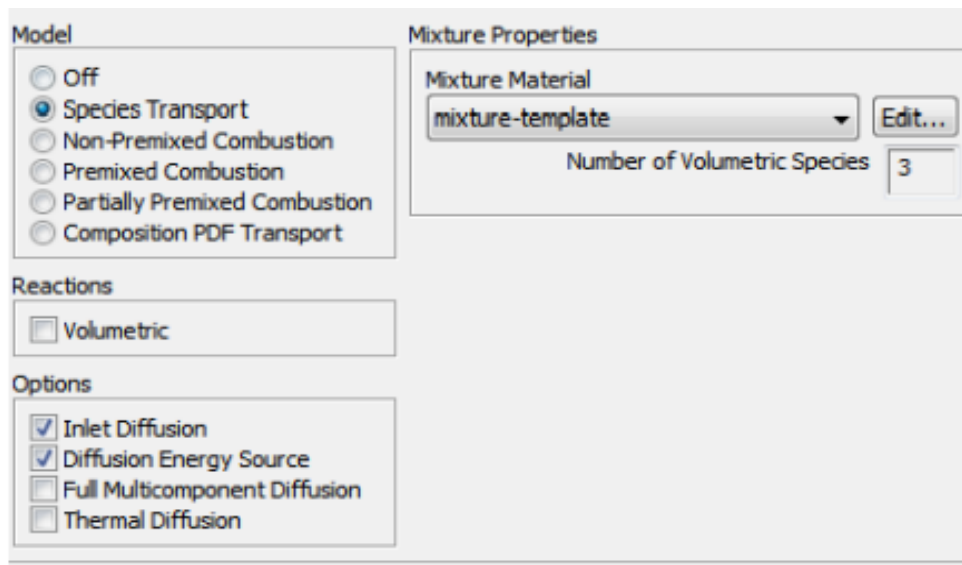 Model
Off
Species Transport
Non-Premixed Combustion
Premixed Combustion
Partially Premixed Combustion
Composition PDF Transport
Reactions
Volumetric
Options
Inlet Diffusion
Diffusion Energy Source
Full Multicomponent Diffusion
Thermal Diffusion
Mixture Properties
Mixture Material
mixture-template Edit...
Number of Volumetric Species 3